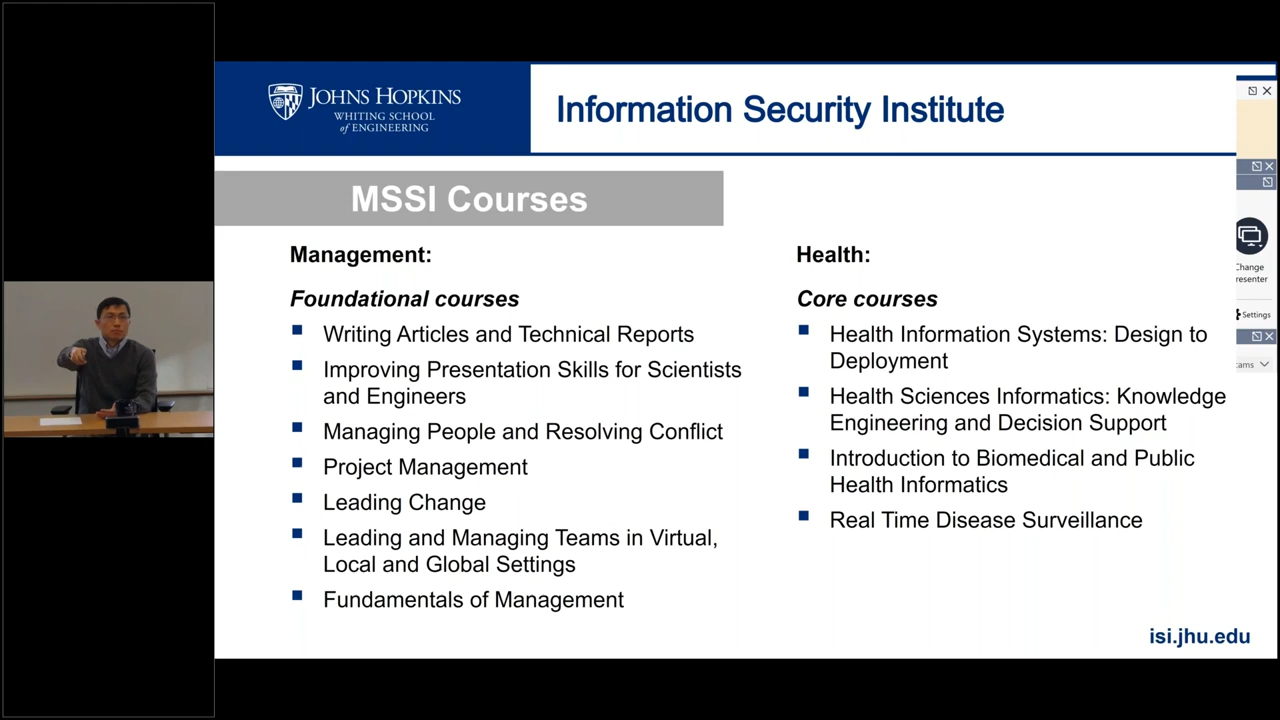 JOHNS HOPKINS
WHITING SCHOOL
of ENGINEERING
Information Security Institute
MSSI Courses
Management:
Foundational courses
Writing Articles and Technical Reports
Improving Presentation Skills for Scientists
and Engineers
Managing People and Resolving Conflict
Project Management
Leading Change
Leading and Managing Teams in Virtual,
Local and Global Settings
Fundamentals of Management
Health:
Core courses
Health Information Systems: Design to
Deployment
Health Sciences Informatics: Knowledge
Engineering and Decision Support
Introduction to Biomedical and Public
Health Informatics
Real Time Disease Surveillance
isi.jhu.edu
Change
resenter
Settings
eams